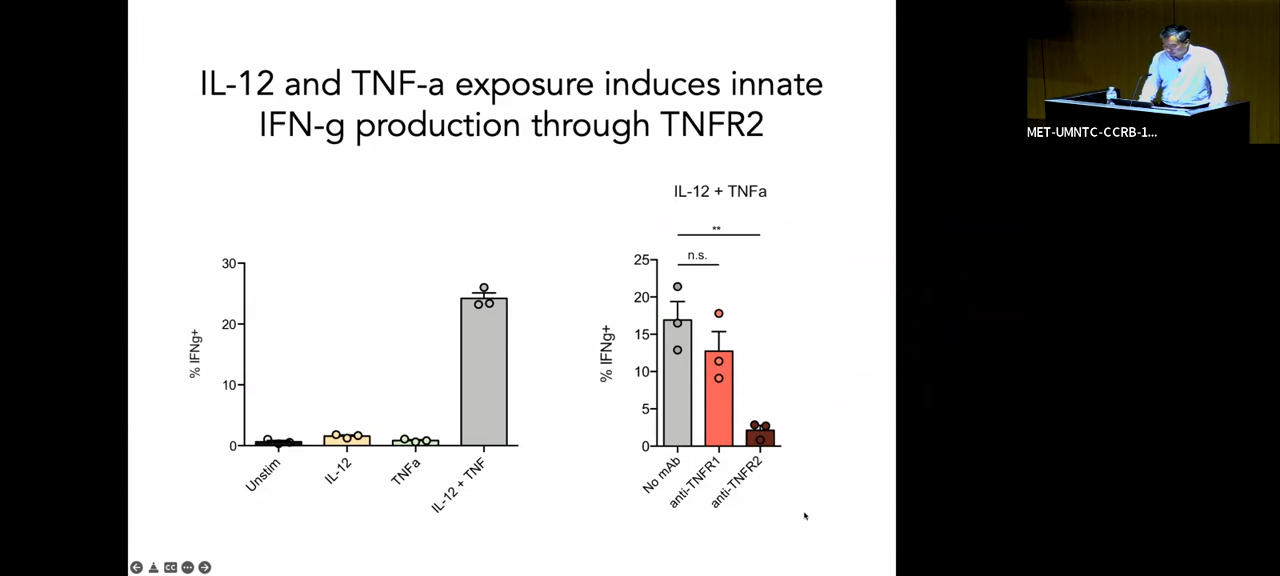 IL-12 and TNF-a exposure induces innate
IFN-g production through TNFR2
MET-UMNTC-CCRB-1...
% IFNg+
30
20
10
0
Unstim
IL-12
TNFa
IL-12 + TNF
IL-12 + TNFa
**
n.s.
% IFNg+
25
20
15
10
5
0
No mAb
anti-TNFR1
anti-TNFR2
CC